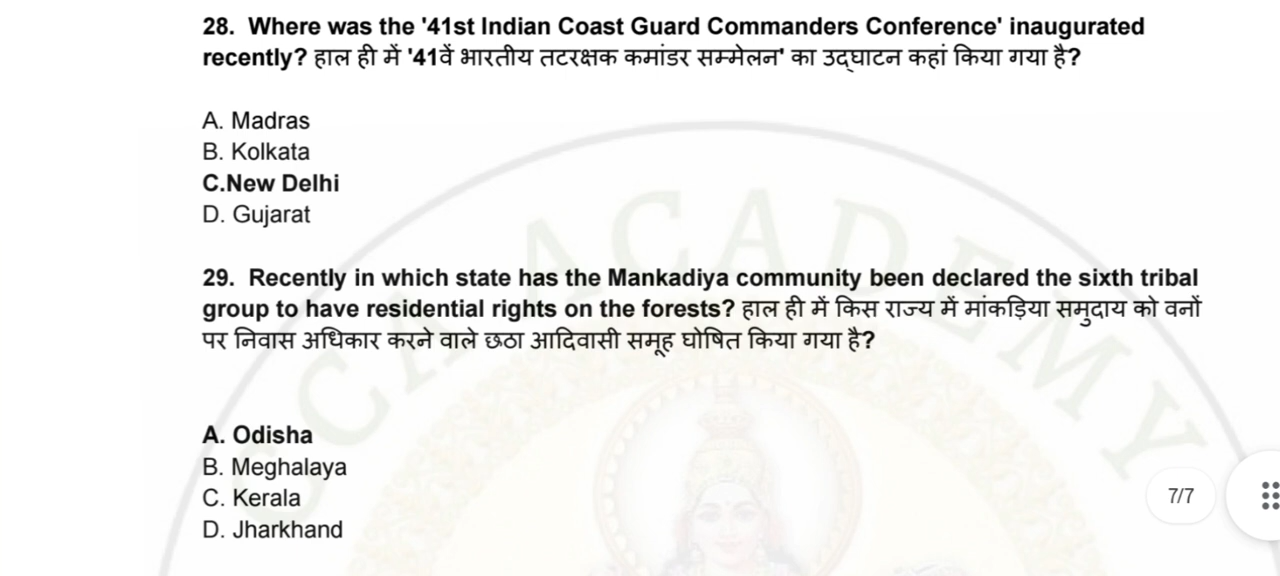 28. Where was the '41st Indian Coast Guard Commanders Conference' inaugurated
recently? हाल ही में '41वें भारतीय तटरक्षक कमांडर सम्मेलन' का उद्घाटन कहां किया गया है?
A. Madras
B. Kolkata
C.New Delhi
D. Gujarat
29. Recently in which state has the Mankadiya community been declared the sixth tribal
group to have residential rights on the forests? हाल ही में किस राज्य में मांकड़िया समुदाय को वनों
पर निवास अधिकार करने वाले छठा आदिवासी समूह घोषित किया गया है?
A. Odisha
B. Meghalaya
C. Kerala
D. Jharkhand
7/7
ACADEMY